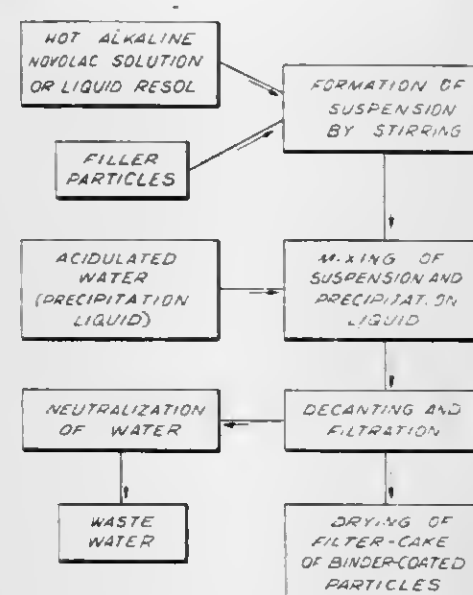 HOT ALKALINE
NOVOLAC SOLUTION
OR LIQUID RESOL
FORMATION OF
SUSPENSION
BY STIRRING
FILLER
PARTICLES
ACIDULATED
WATER
(PRECIPITATION
LIQUID)
MIXING OF
SUSPENSION AND
PRECIPITATION
LIQUID
NEUTRALIZATION
OF WATER
DECANTING AND
FILTRATION
WASTE
WATER
DRYING OF
FILTER-CAKE
OF BINDER-COATED
PARTICLES